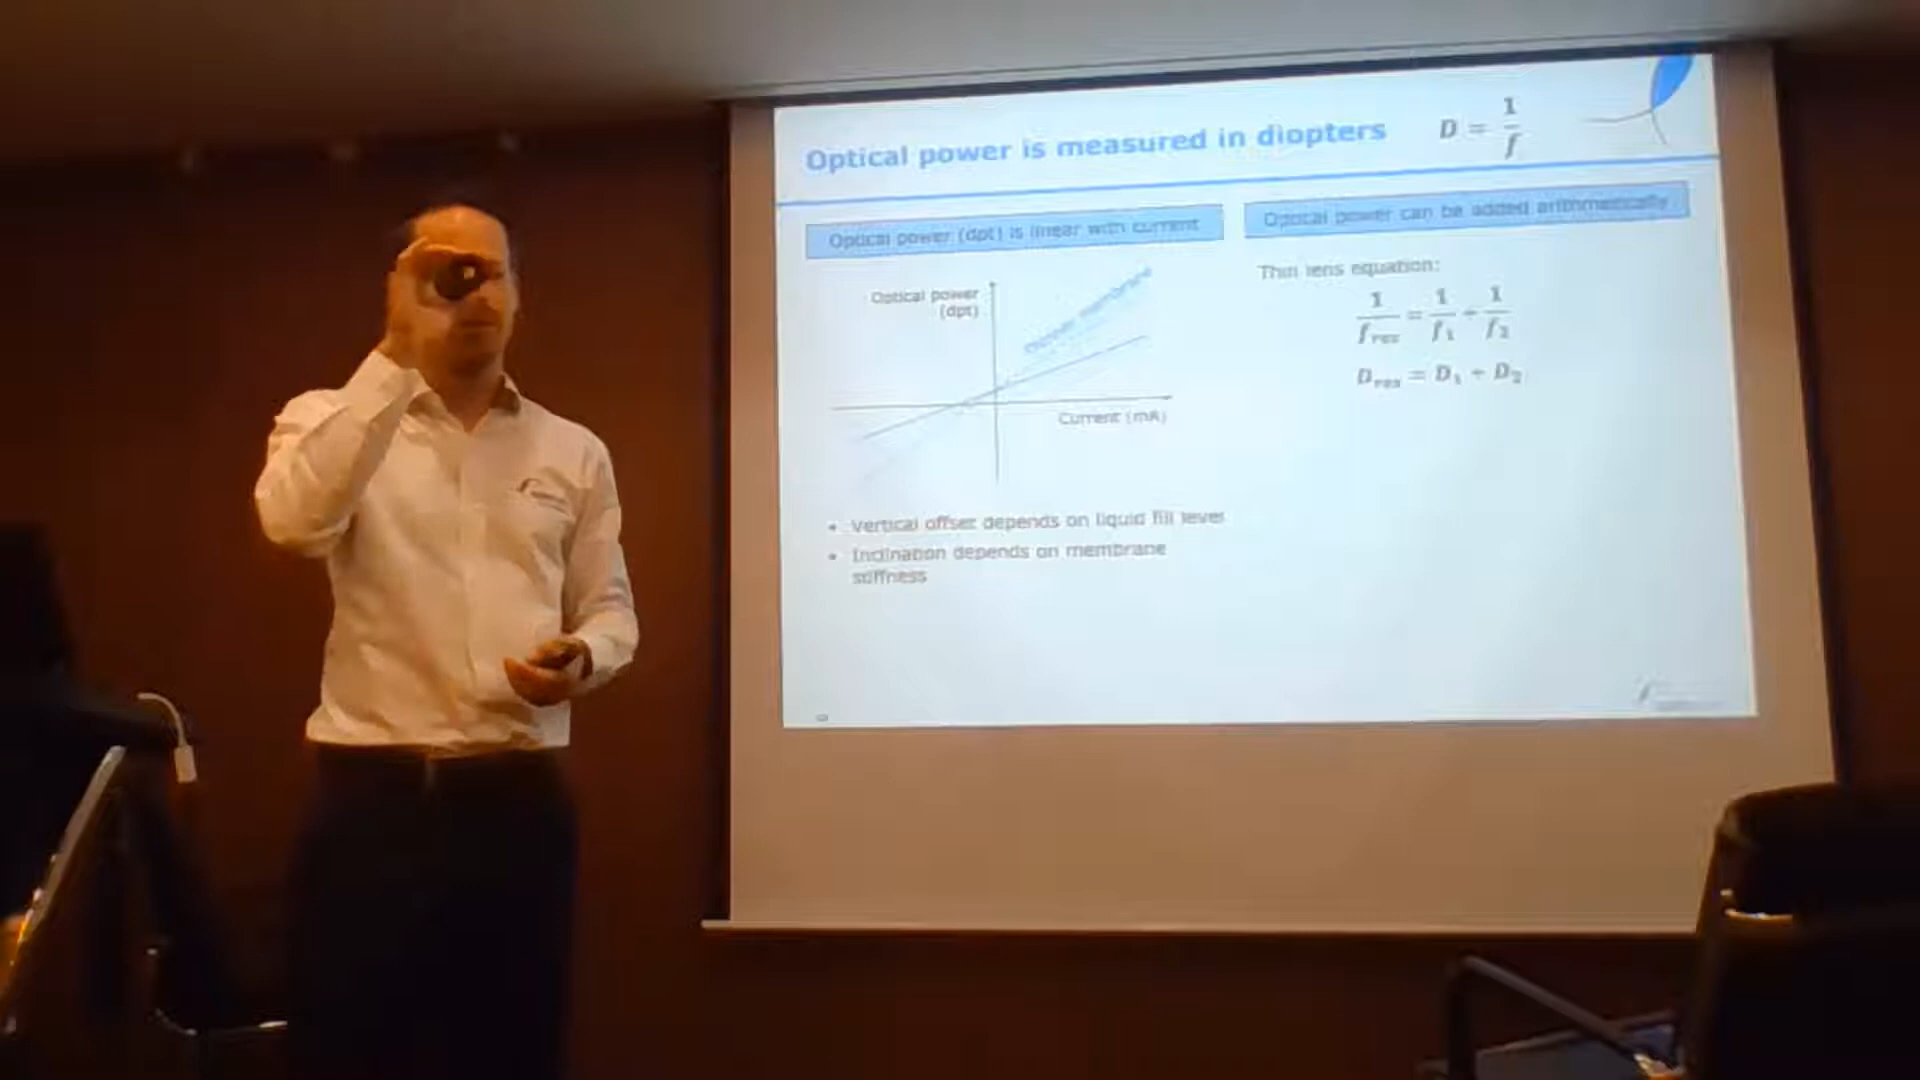 Optical power is measured in diopters
D = 1/f
Optical power (dpt) is linear with current
Optical power can be added arithmetically
Optical power
(dpt)
Current (mA)
• Vertical offset depends on liquid fill level
• Inclination depends on membrane
stiffness
Thin lens equation:
1/f_res = 1/f_1 + 1/f_2
D_res = D_1 + D_2